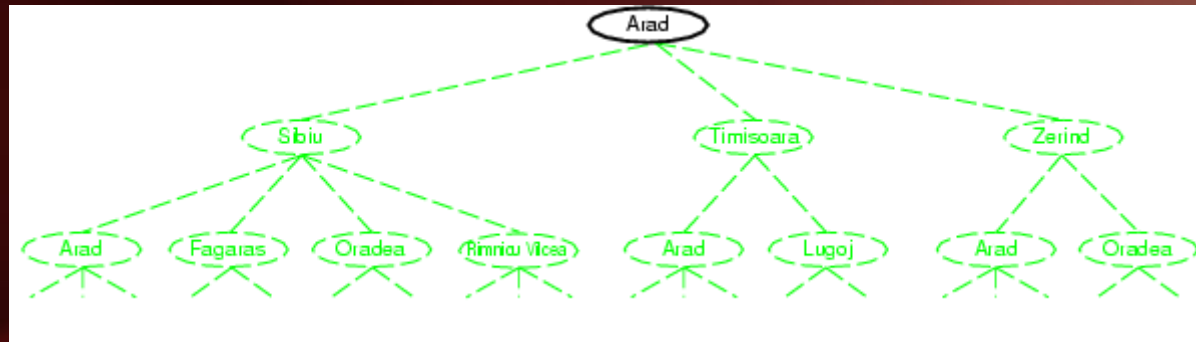 Arad
Sibiu Timisoara Zerind
Arad Fagaras Oradea Rimnicu Vilcea Arad Lugoj Arad Oradea